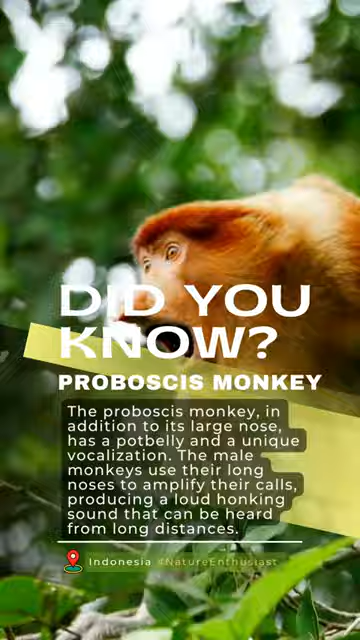 DID YOU
KNOW?
PROBOSCIS MONKEY
The proboscis monkey, in
addition to its large nose,
has a potbelly and a unique
vocalization. The male
monkeys use their long
noses to amplify their calls,
producing a loud honking
sound that can be heard
from long distances.
Indonesia #NatureEnthusiast